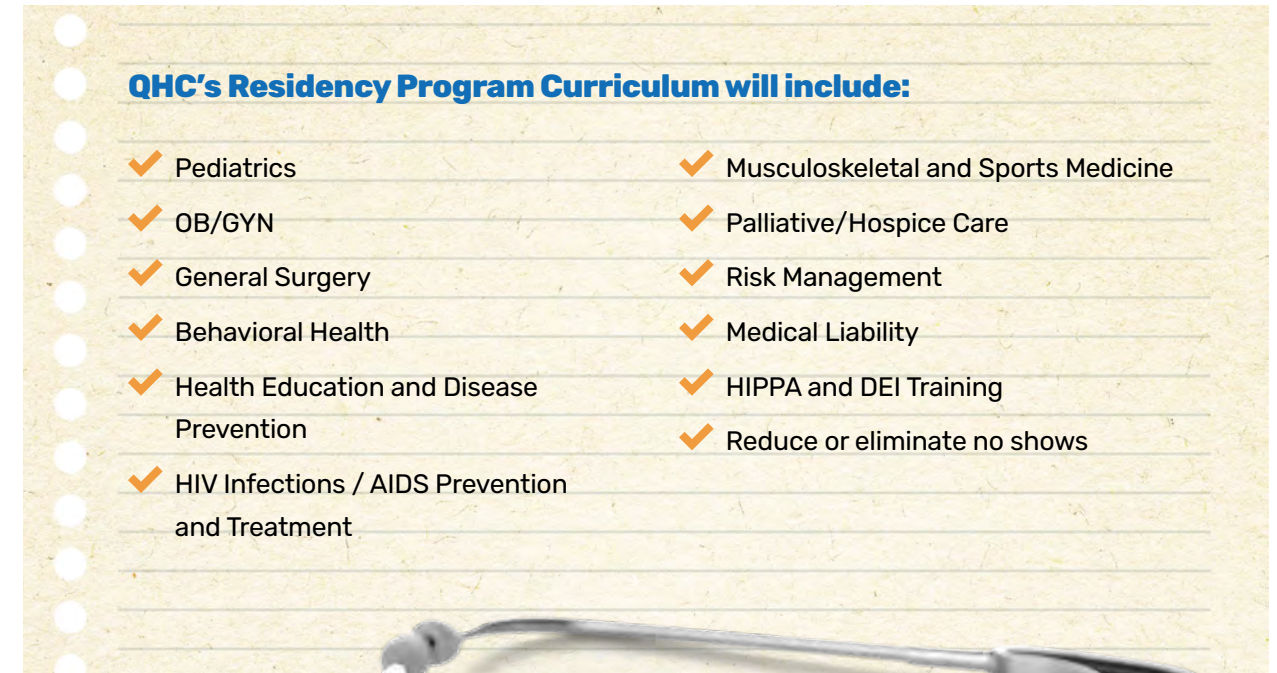 QHC's Residency Program Curriculum will include:
Pediatrics
OB/GYN
General Surgery
Behavioral Health
Health Education and Disease
Prevention
HIV Infections / AIDS Prevention
and Treatment
Musculoskeletal and Sports Medicine
Palliative/Hospice Care
Risk Management
Medical Liability
HIPPA and DEI Training
Reduce or eliminate no shows